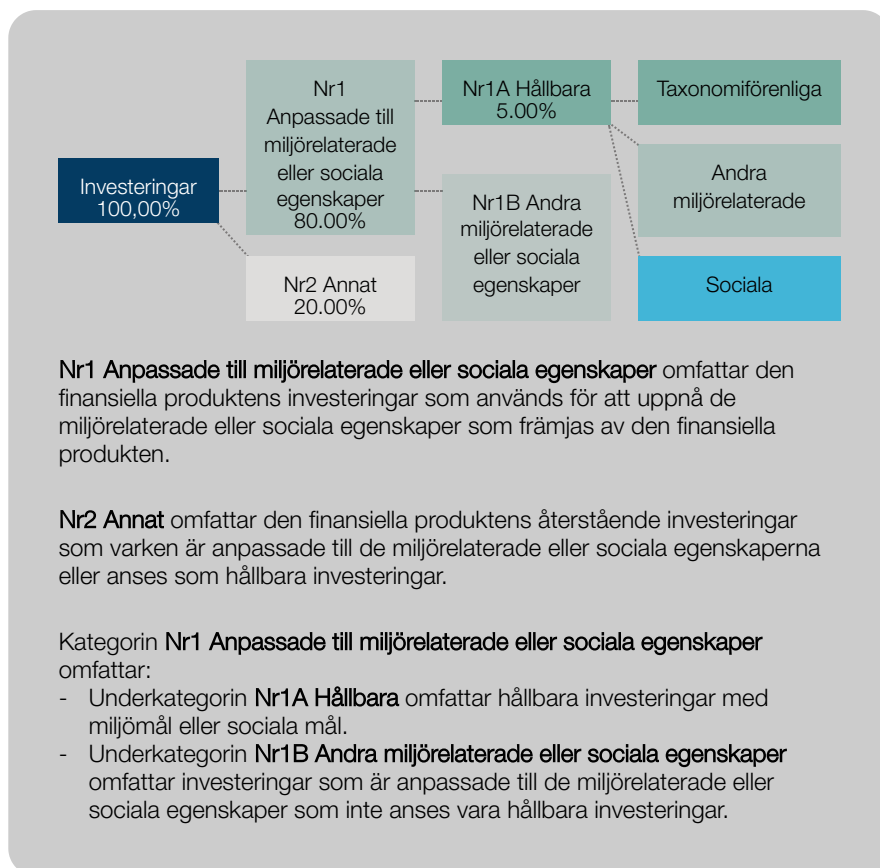 Investeringar
100,00%
Nr1
Anpassade till
miljörelaterade
eller sociala
egenskaper
80.00%
Nr2 Annat
20.00%
Nr1A Hållbara
5.00%
Nr1B Andra
miljörelaterade
eller sociala
egenskaper
Taxonomiförenliga
Andra
miljörelaterade
Sociala
Nr1 Anpassade till miljörelaterade eller sociala egenskaper omfattar den
finansiella produktens investeringar som används för att uppnå de
miljörelaterade eller sociala egenskaper som främjas av den finansiella
produkten.
Nr2 Annat omfattar den finansiella produktens återstående investeringar
som varken är anpassade till de miljörelaterade eller sociala egenskaperna
eller anses som hållbara investeringar.
Kategorin Nr1 Anpassade till miljörelaterade eller sociala egenskaper
omfattar:
- Underkategorin Nr1A Hållbara omfattar hållbara investeringar med
miljömål eller sociala mål.
- Underkategorin Nr1B Andra miljörelaterade eller sociala egenskaper
omfattar investeringar som är anpassade till de miljörelaterade eller
sociala egenskaper som inte anses vara hållbara investeringar.